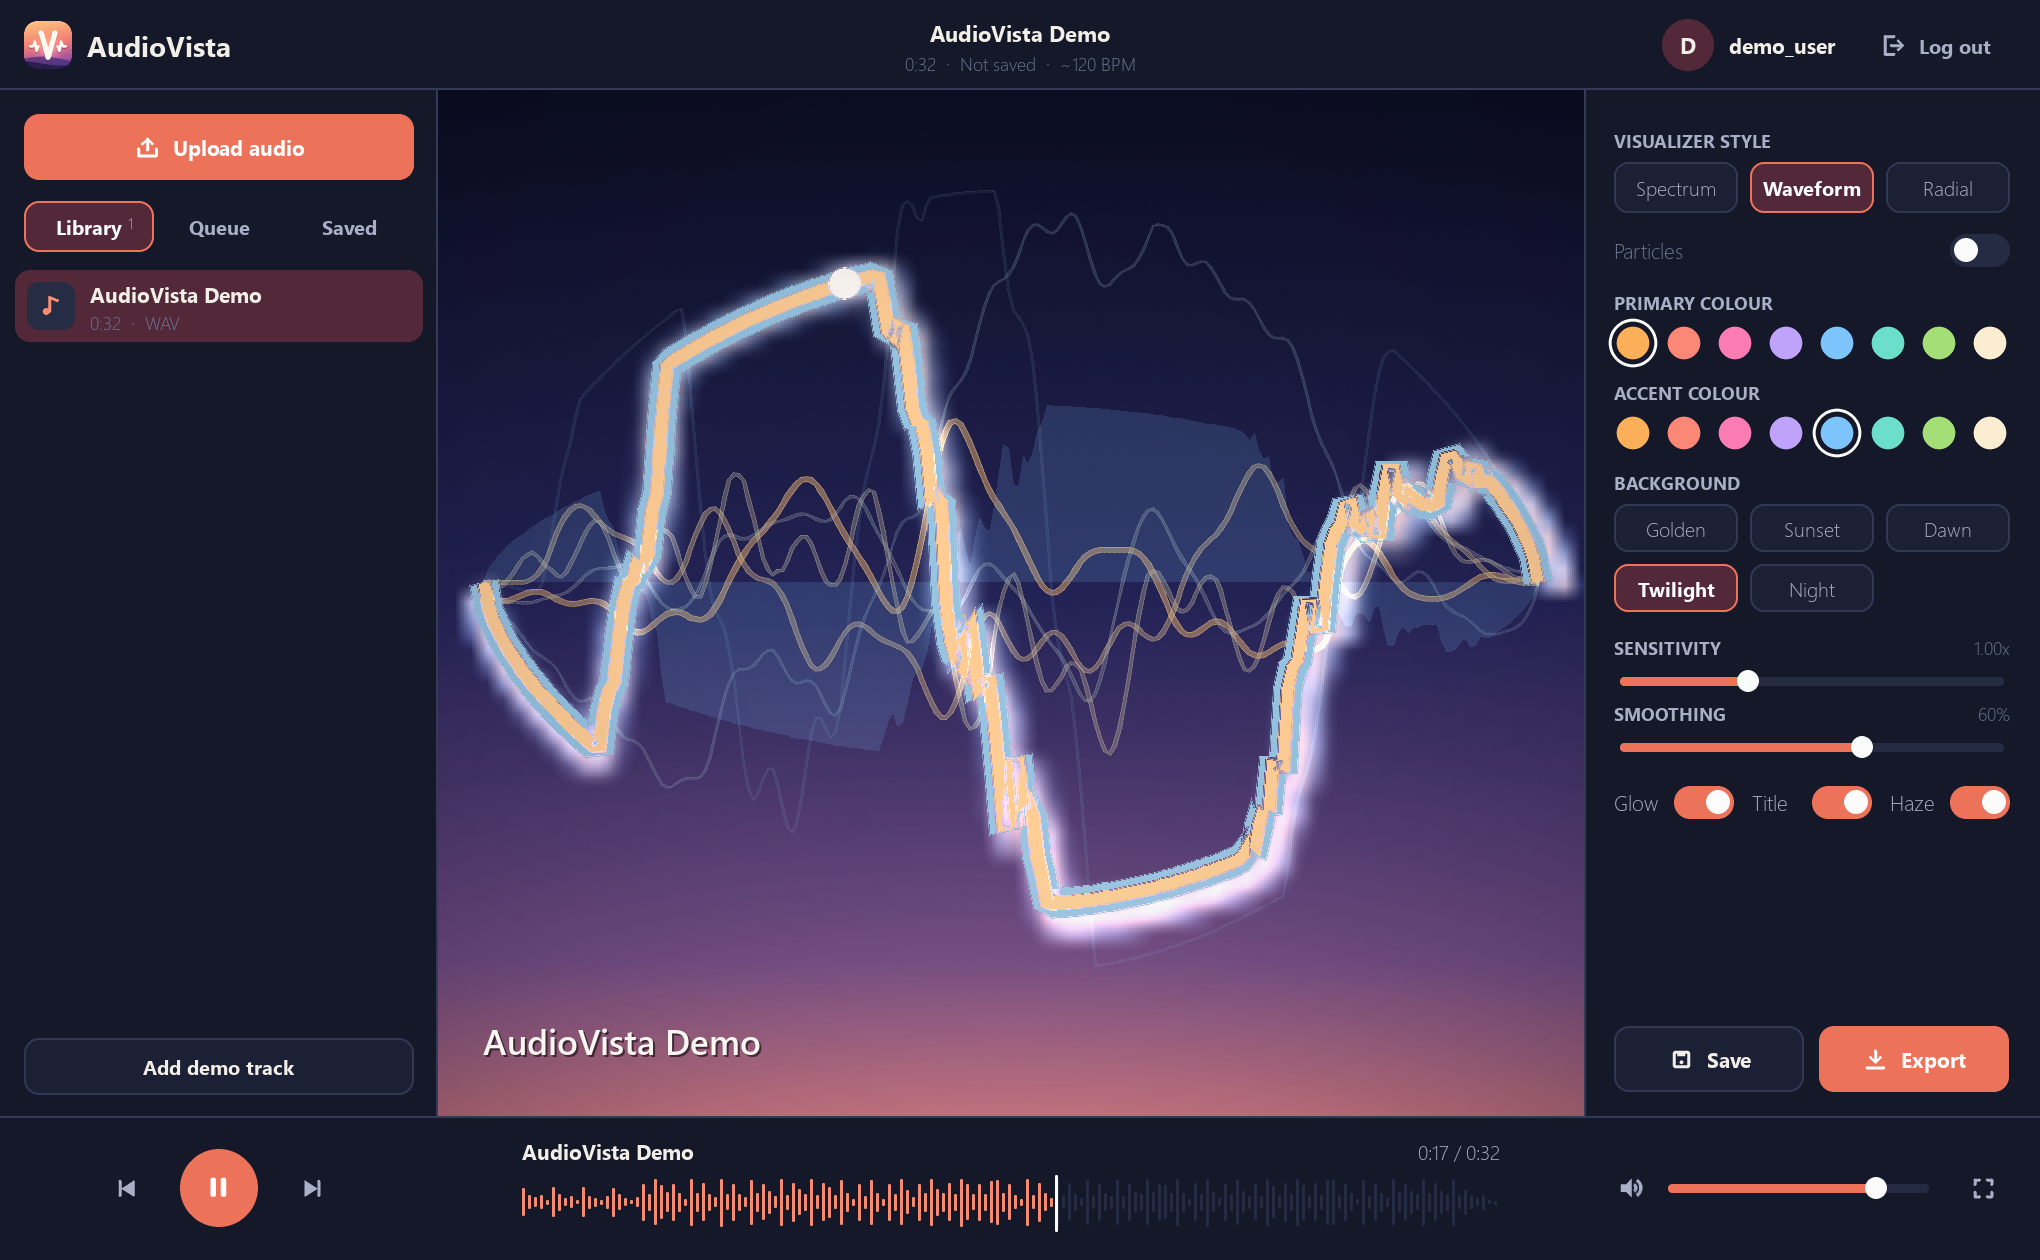 AudioVista
AudioVista Demo
0:32 · Not saved · ~120 BPM
D demo_user
Log out
Upload audio
Library 1
Queue
Saved
AudioVista Demo
0:32 · WAV
Add demo track
AudioVista Demo
VISUALIZER STYLE
Spectrum
Waveform
Radial
Particles
PRIMARY COLOUR
ACCENT COLOUR
BACKGROUND
Golden
Sunset
Dawn
Twilight
Night
SENSITIVITY 1.00x
SMOOTHING 60%
Glow
Title
Haze
Save
Export
AudioVista Demo
0:17 / 0:32